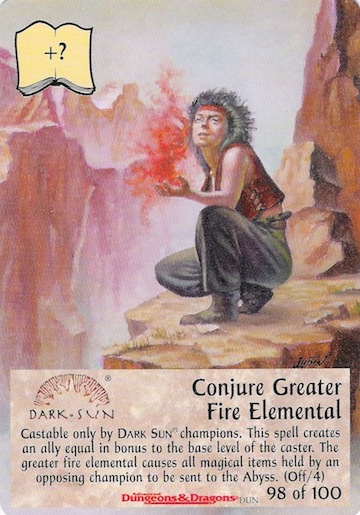 +?
DARK•SUN®
Conjure Greater
Fire Elemental
Castable only by DARK SUN® champions. This spell creates
an ally equal in bonus to the base level of the caster. The
greater fire elemental causes all magical items held by an
opposing champion to be sent to the Abyss. (Off/4)
Advanced
Dungeons & Dragons® DUN 98 of 100